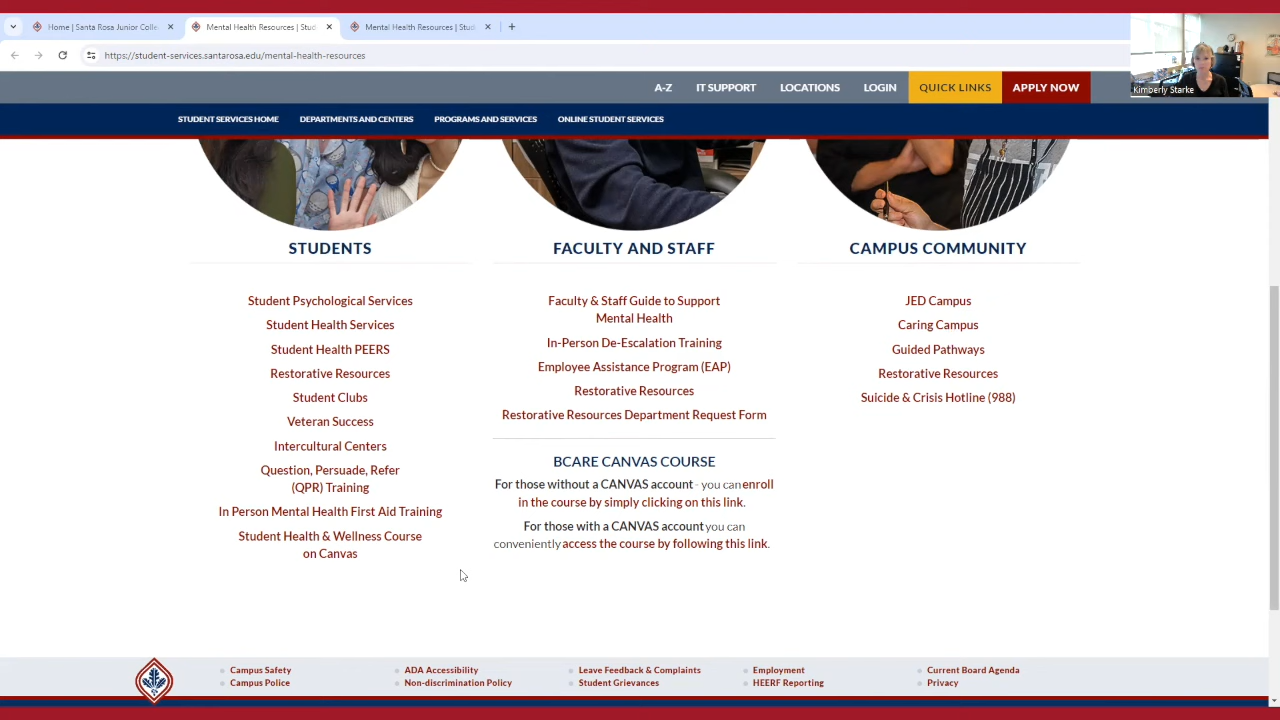 Home | Santa Rosa Junior Colle
Mental Health Resources | Stud
Mental Health Resources | Stud
https://student-services.santarosa.edu/mental-health-resources
Kimberly Starke
A-Z IT SUPPORT LOCATIONS LOGIN QUICK LINKS APPLY NOW
STUDENT SERVICES HOME DEPARTMENTS AND CENTERS PROGRAMS AND SERVICES ONLINE STUDENT SERVICES
STUDENTS
Student Psychological Services
Student Health Services
Student Health PEERS
Restorative Resources
Student Clubs
Veteran Success
Intercultural Centers
Question, Persuade, Refer
(QPR) Training
In Person Mental Health First Aid Training
Student Health & Wellness Course
on Canvas
FACULTY AND STAFF
Faculty & Staff Guide to Support
Mental Health
In-Person De-Escalation Training
Employee Assistance Program (EAP)
Restorative Resources
Restorative Resources Department Request Form
BCARE CANVAS COURSE
For those without a CANVAS account - you can enroll
in the course by simply clicking on this link.
For those with a CANVAS account you can
conveniently access the course by following this link.
CAMPUS COMMUNITY
JED Campus
Caring Campus
Guided Pathways
Restorative Resources
Suicide & Crisis Hotline (988)
Campus Safety
Campus Police
ADA Accessibility
Non-discrimination Policy
Leave Feedback & Complaints
Student Grievances
Employment
HEERF Reporting
Current Board Agenda
Privacy